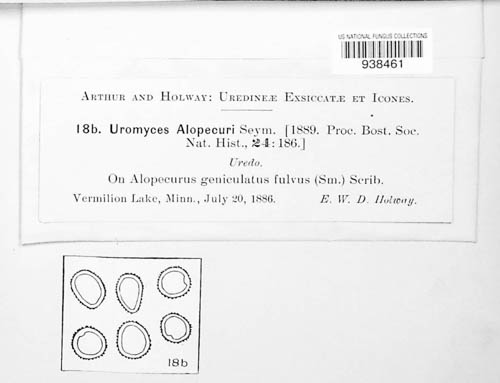 US NATIONAL FUNGUS COLLECTIONS
938461
ARTHUR AND HOLWAY: UREDINEÆ EXSICCATÆ ET ICONES.
18b. Uromyces Alopecuri Seym. [1889. Proc. Bost. Soc.
Nat. Hist., 24:186.]
Uredo.
On Alopecurus geniculatus fulvus (Sm.) Scrib.
Vermilion Lake, Minn., July 20, 1886. E. W. D. Holway.
18b